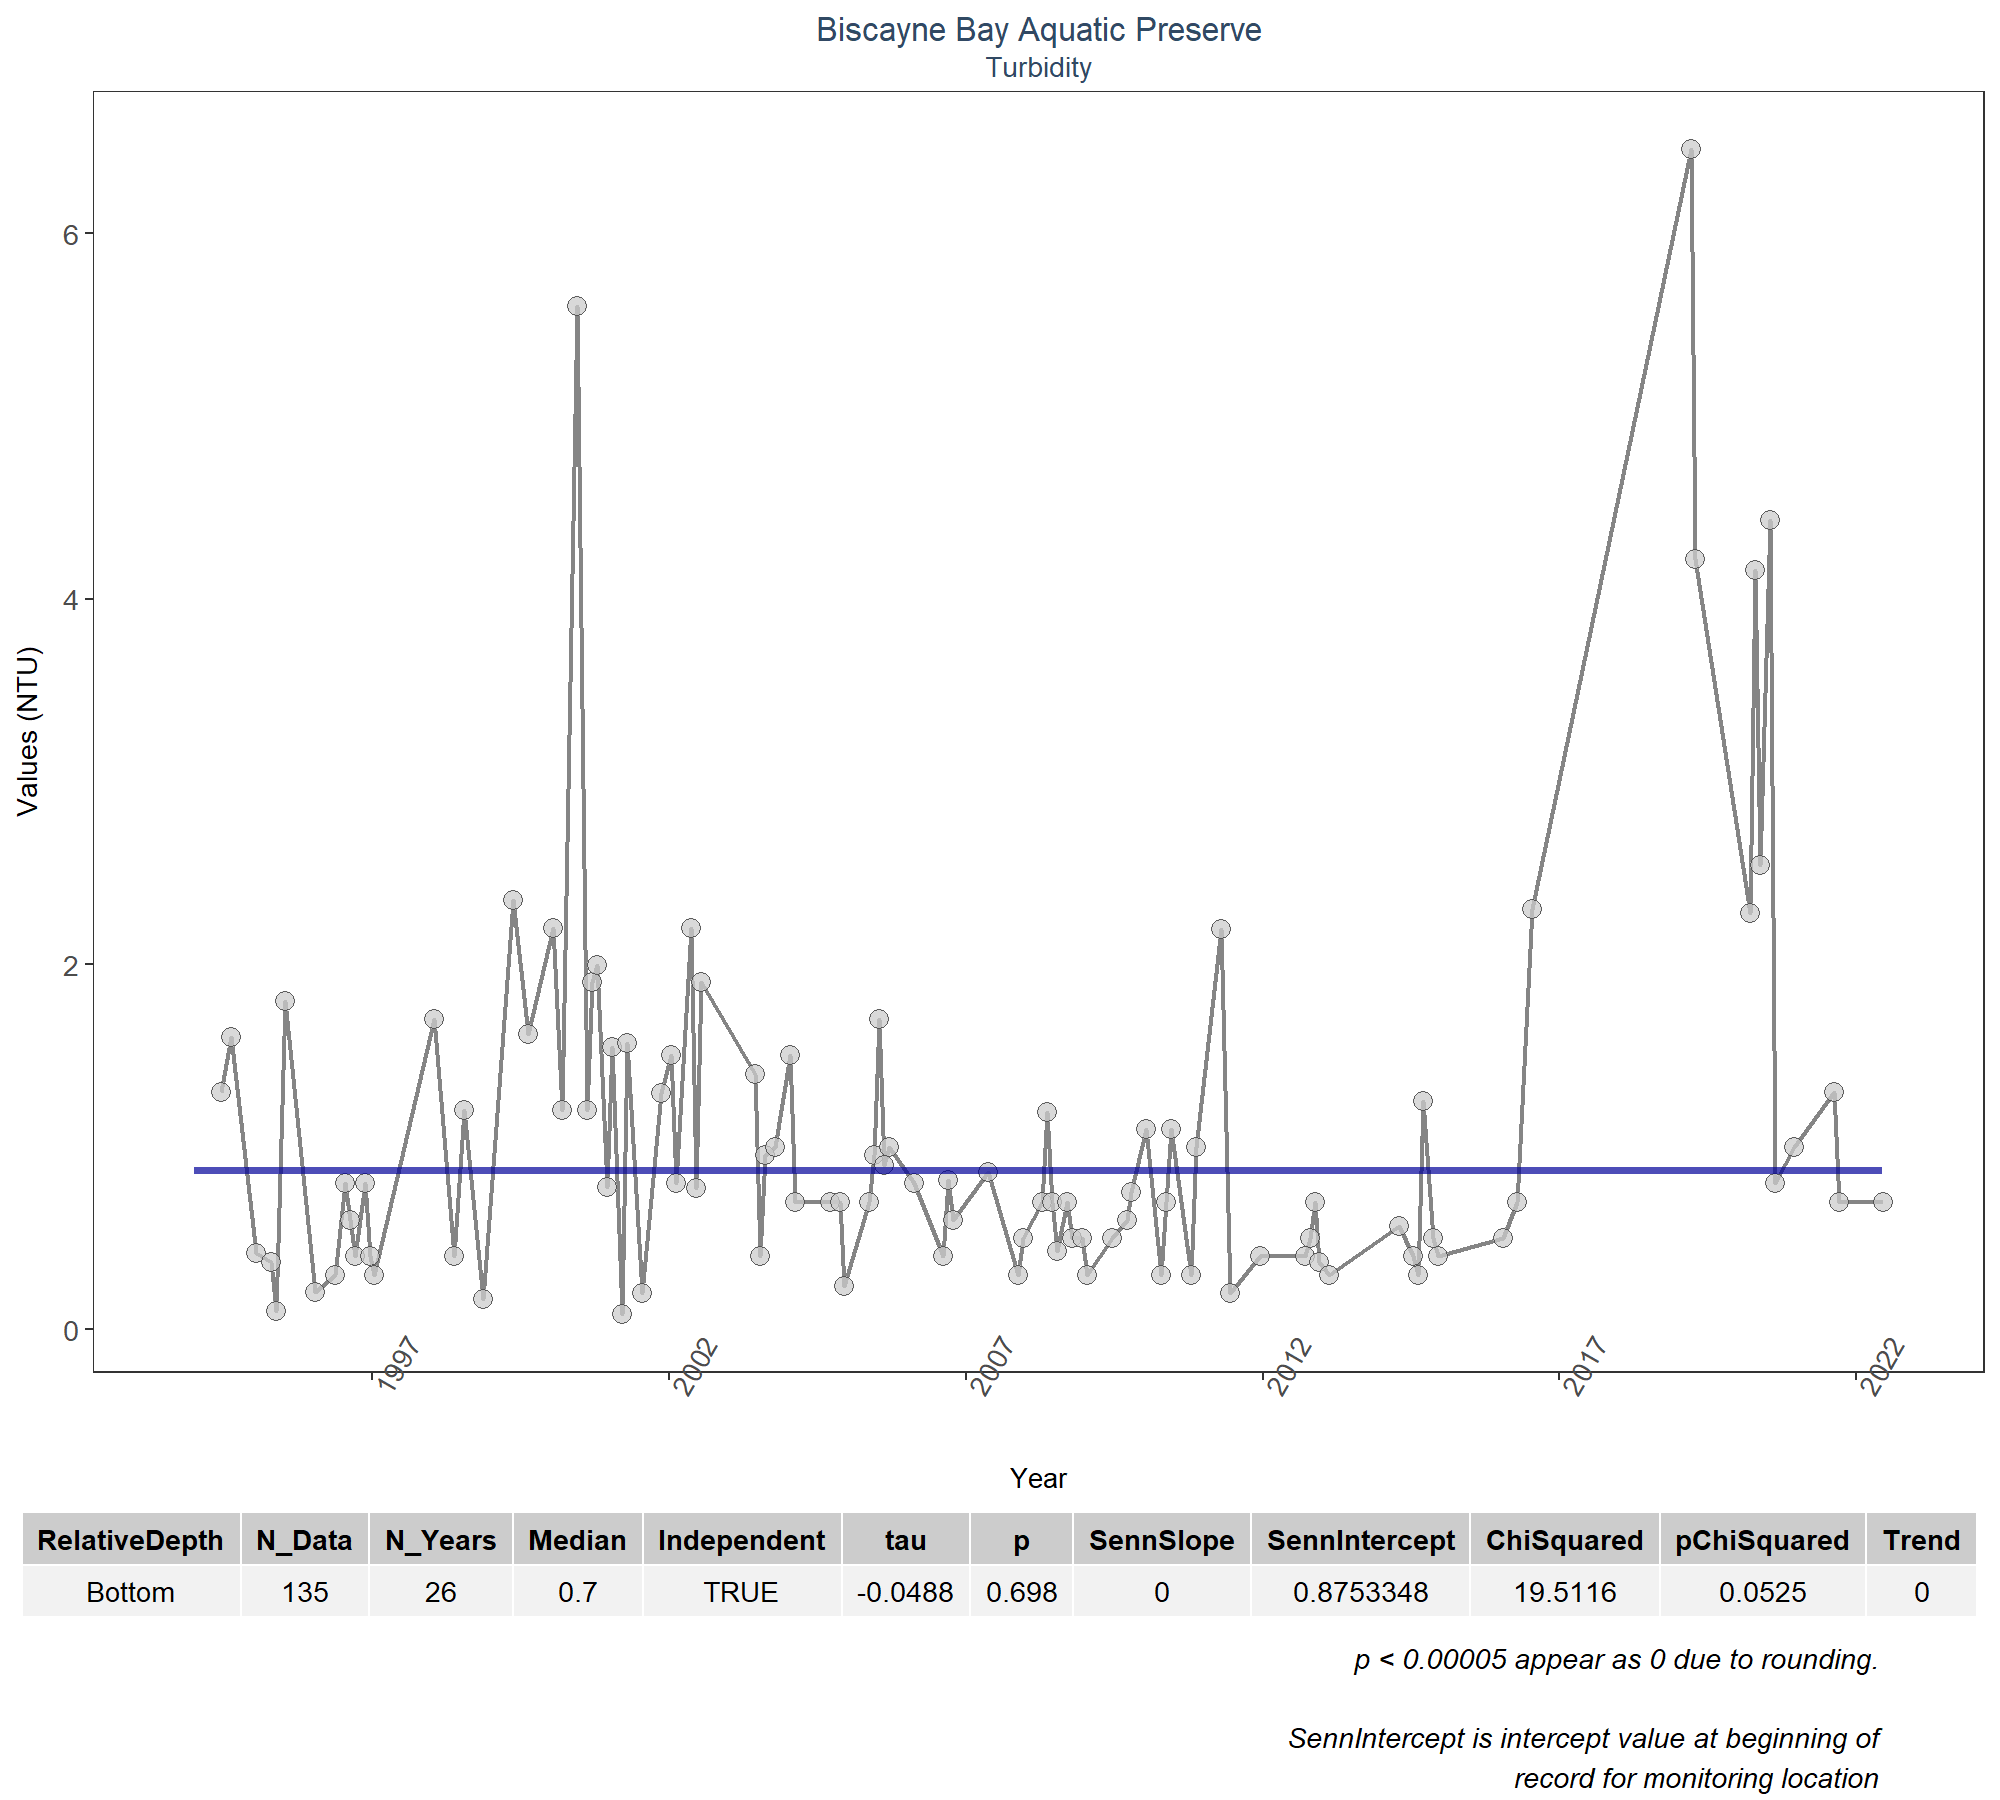 Biscayne Bay Aquatic Preserve
Turbidity
Values (NTU)
6
4
2
0
1997
2002
2007
2012
2017
2022
Year
RelativeDepth N_Data N_Years Median Independent tau p SennSlope SennIntercept ChiSquared pChiSquared Trend
Bottom 135 26 0.7 TRUE -0.0488 0.698 0 0.8753348 19.5116 0.0525 0
p < 0.00005 appear as 0 due to rounding.
SennIntercept is intercept value at beginning of
record for monitoring location